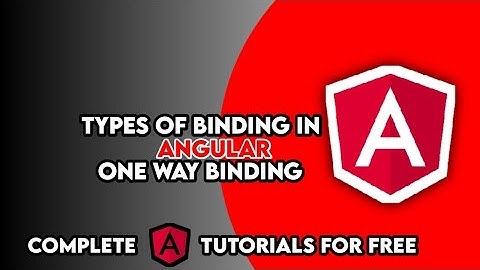 TYPES OF BINDING IN
ANGULAR
ONE WAY BINDING
A
COMPLETE A TUTORIALS FOR FREE